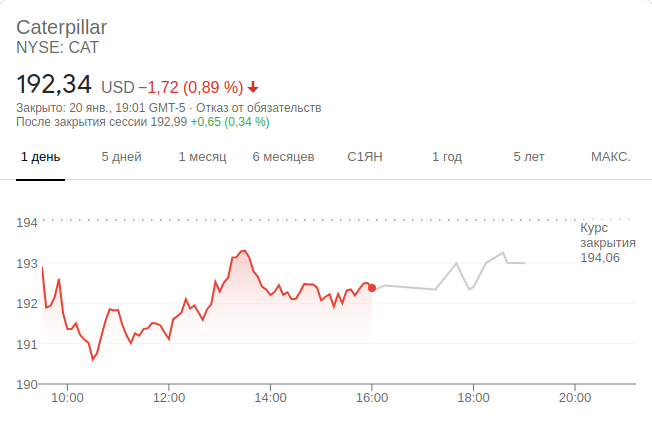 Caterpillar
NYSE: CAT
192,34 USD −1,72 (0,89 %)
Закрыто: 20 янв., 19:01 GMT-5 · Отказ от обязательств
После закрытия сессии 192,99 +0,65 (0,34 %)
1 день 5 дней 1 месяц 6 месяцев С1ЯН 1 год 5 лет МАКС.
194
Курс
закрытия
194,06
193
192
191
190
10:00 12:00 14:00 16:00 18:00 20:00